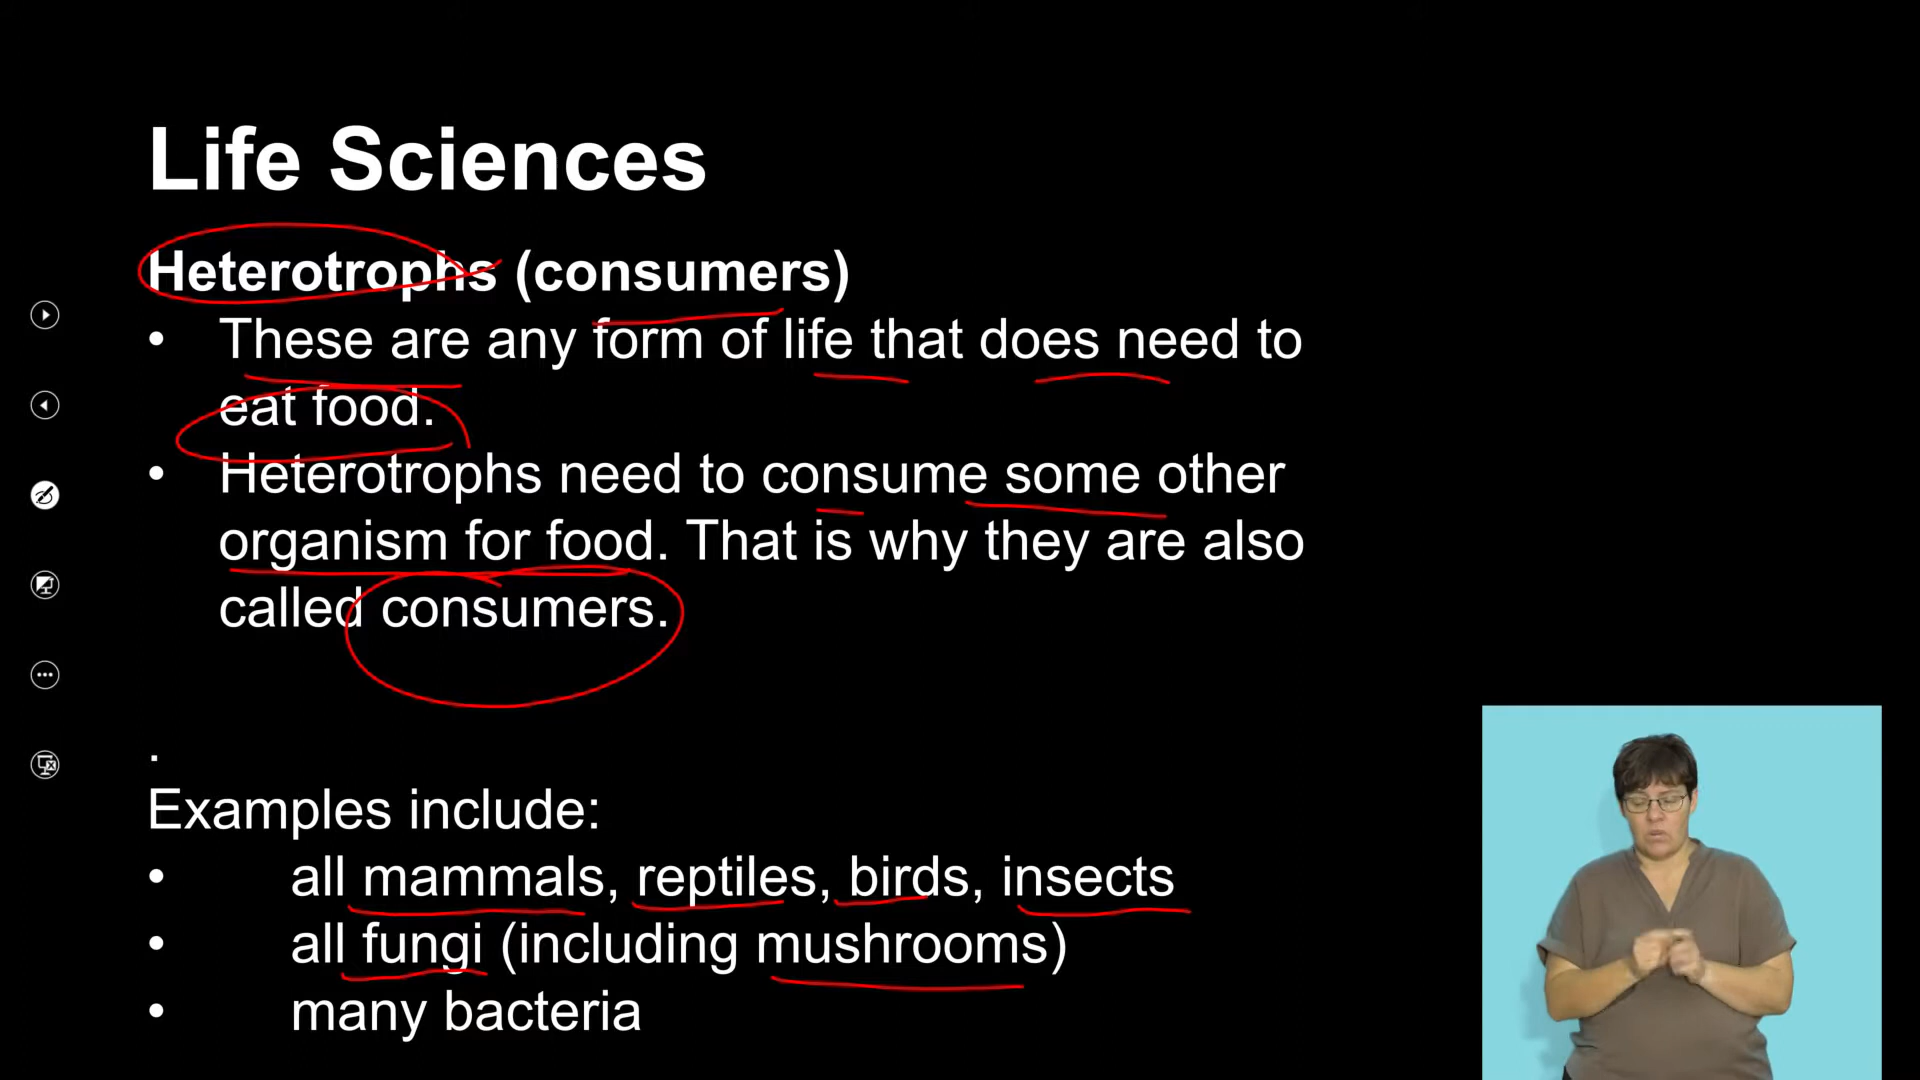 Life Sciences
Heterotrophs (consumers)
• These are any form of life that does need to
eat food.
• Heterotrophs need to consume some other
organism for food. That is why they are also
called consumers.
.
Examples include:
• all mammals, reptiles, birds, insects
• all fungi (including mushrooms)
• many bacteria